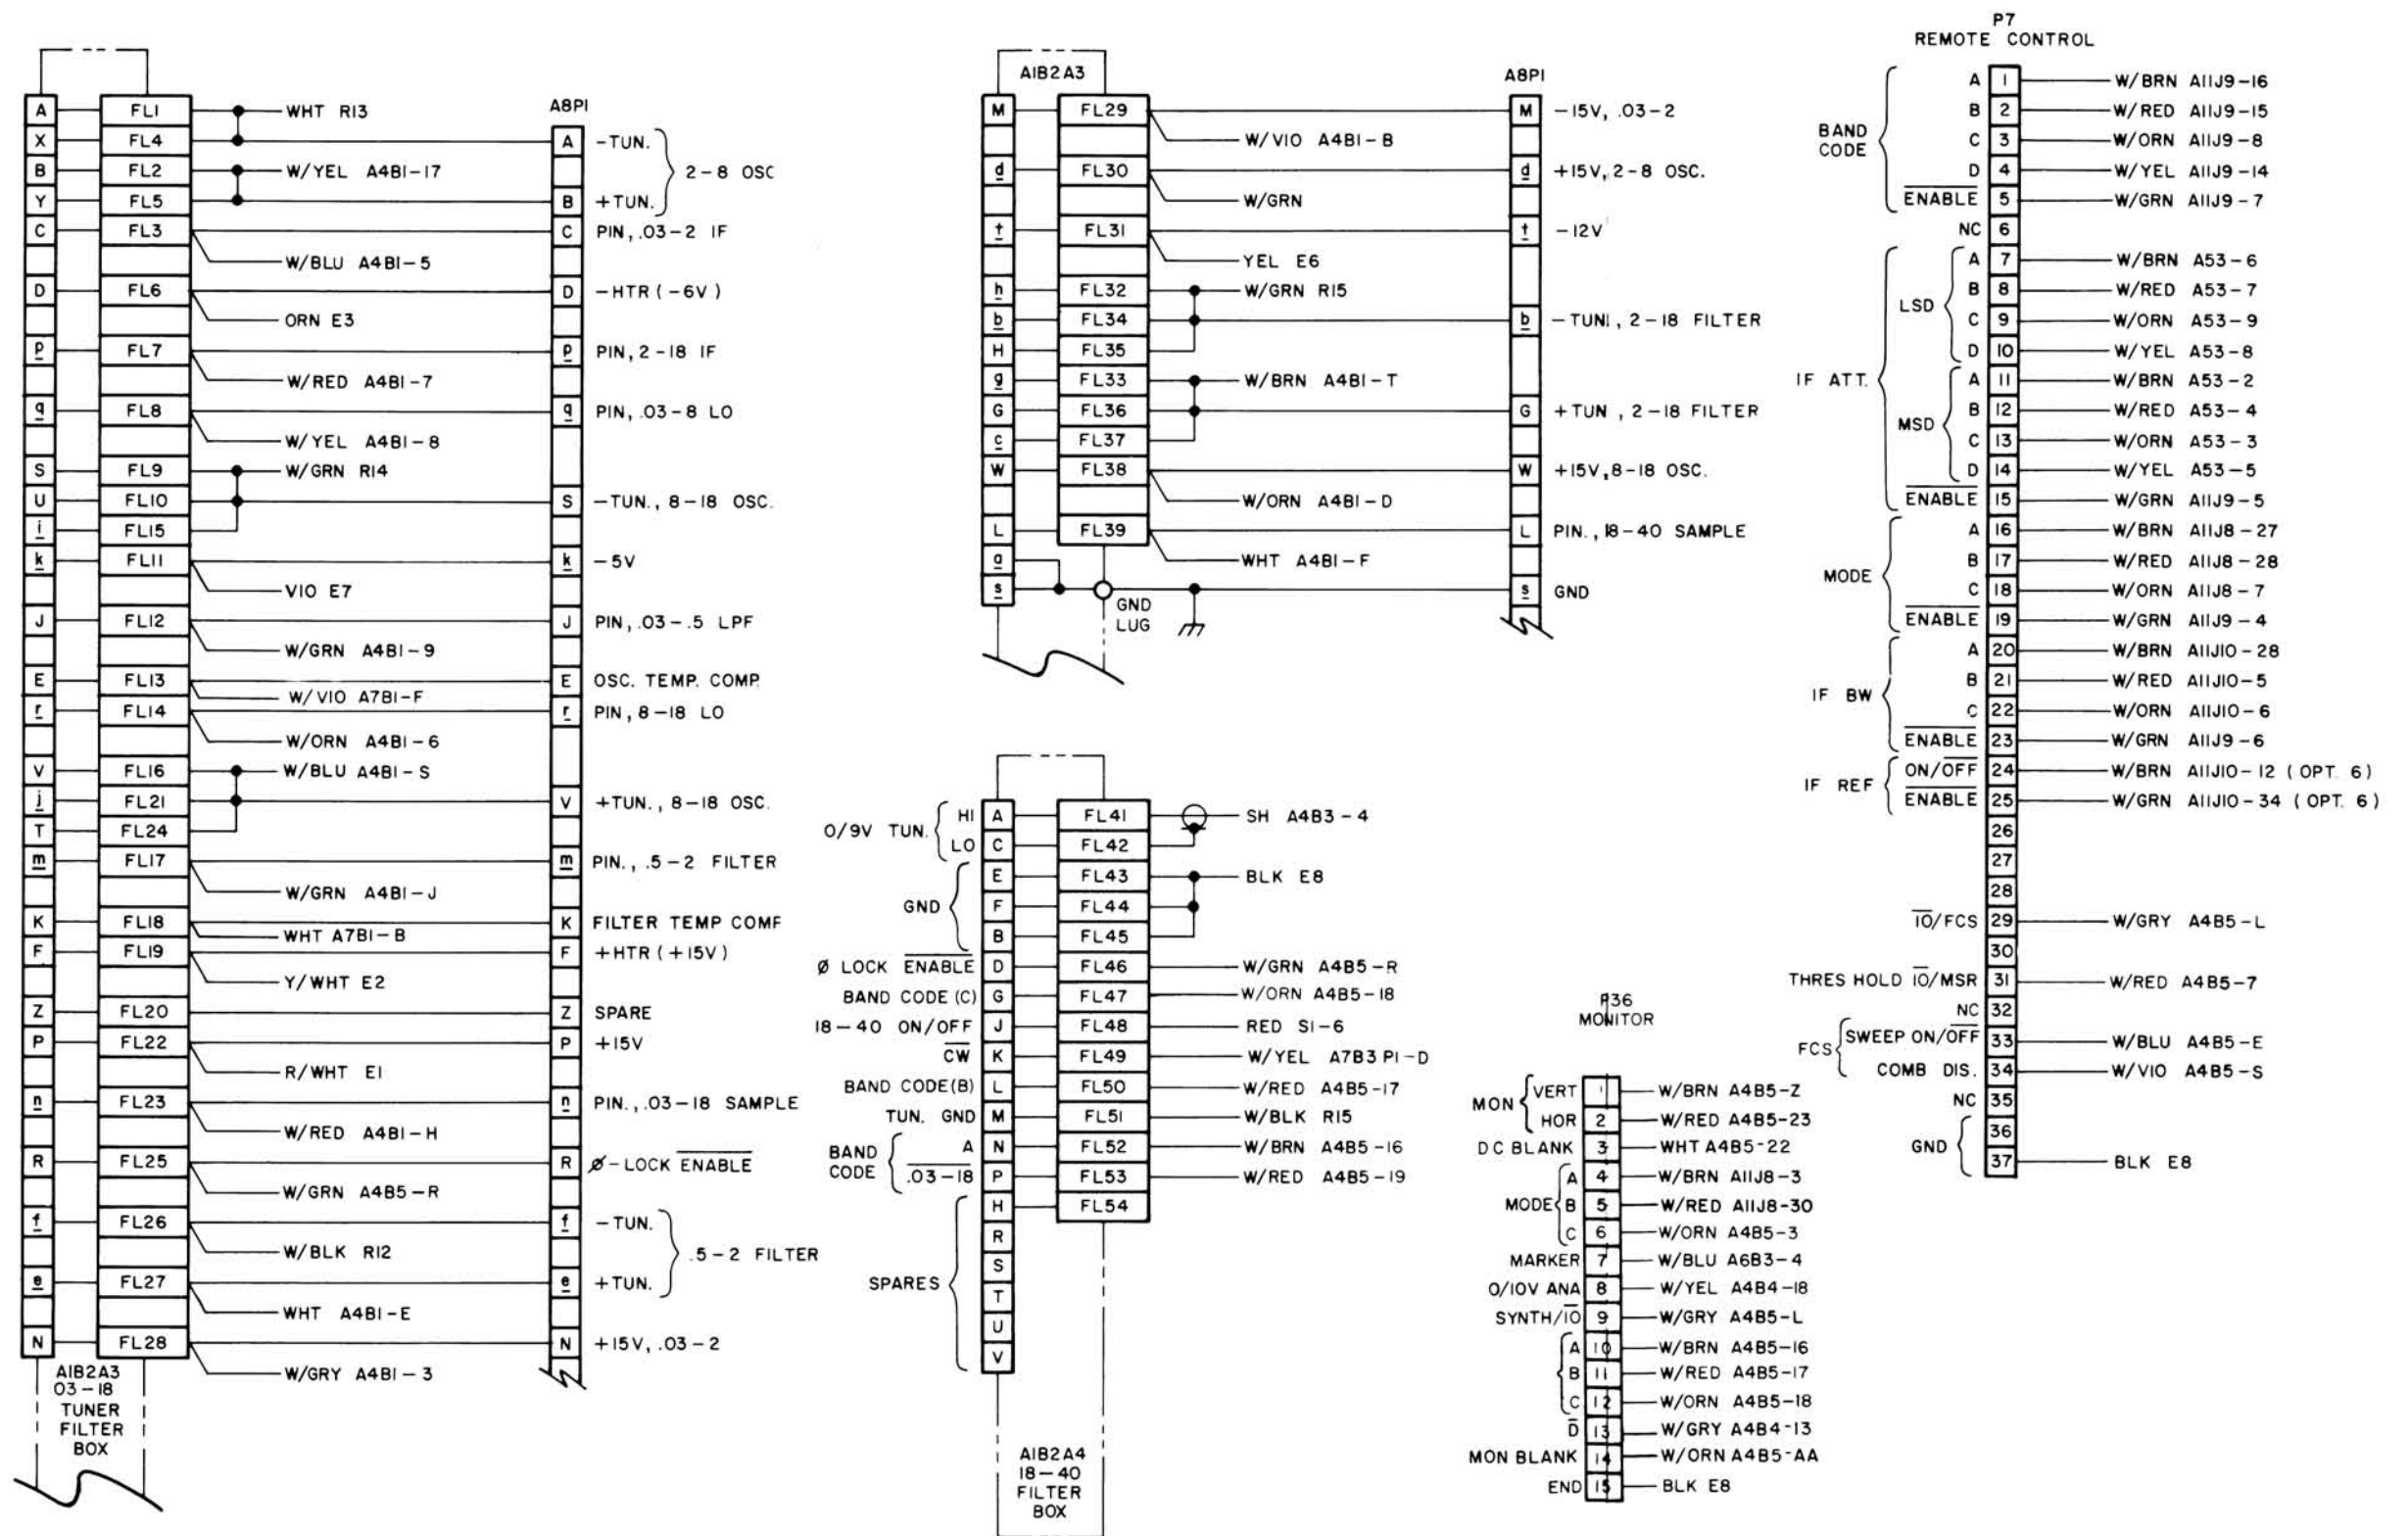 A FL1 WHT R13
A8P1
X FL4 A -TUN.
B FL2 W/YEL A4B1-17
2-8 OSC
Y FL5 B +TUN.
C FL3 C PIN, .03-2 IF
W/BLU A4B1-5
D FL6 D -HTR (-6V)
ORN E3
p FL7 p PIN, 2-18 IF
W/RED A4B1-7
q FL8 q PIN, .03-8 LO
W/YEL A4B1-8
S FL9 W/GRN R14
U FL10 S -TUN., 8-18 OSC.
i FL15
k FL11 k -5V
VIO E7
J FL12 J PIN, .03-.5 LPF
W/GRN A4B1-9
E FL13 E OSC. TEMP. COMP.
W/VIO A7B1-F
r FL14 r PIN, 8-18 LO
W/ORN A4B1-6
V FL16 W/BLU A4B1-S
j FL21 V +TUN., 8-18 OSC.
T FL24
m FL17 m PIN., .5-2 FILTER
W/GRN A4B1-J
K FL18 K FILTER TEMP COMP
WHT A7B1-B
F FL19 F +HTR (+15V)
Y/WHT E2
Z FL20 Z SPARE
P FL22 P +15V
R/WHT E1
n FL23 n PIN., .03-18 SAMPLE
W/RED A4B1-H
R FL25 R Ø-LOCK ENABLE
W/GRN A4B5-R
f FL26 f -TUN.
W/BLK R12
.5-2 FILTER
e FL27 e +TUN.
WHT A4B1-E
N FL28 N +15V, .03-2
W/GRY A4B1-3
A1B2A3
03-18
TUNER
FILTER
BOX
A1B2A3
A8P1
M FL29 M -15V, .03-2
W/VIO A4B1-B
d FL30 d +15V, 2-8 OSC.
W/GRN
t FL31 t -12V
YEL E6
h FL32 W/GRN R15
b FL34 b -TUN1, 2-18 FILTER
H FL35
g FL33 W/BRN A4B1-T
G FL36 G +TUN, 2-18 FILTER
c FL37
W FL38 W +15V, 8-18 OSC.
W/ORN A4B1-D
L FL39 L PIN., 18-40 SAMPLE
WHT A4B1-F
a
s s GND
GND
LUG
0/9V TUN.
HI A FL41 SH A4B3-4
LO C FL42
GND
E FL43 BLK E8
F FL44
B FL45
Ø LOCK ENABLE D FL46 W/GRN A4B5-R
BAND CODE (C) G FL47 W/ORN A4B5-18
18-40 ON/OFF J FL48 RED S1-6
CW K FL49 W/YEL A7B3 P1-D
BAND CODE(B) L FL50 W/RED A4B5-17
TUN. GND M FL51 W/BLK R15
BAND
CODE
A N FL52 W/BRN A4B5-16
.03-18 P FL53 W/RED A4B5-19
SPARES
H FL54
R
S
T
U
V
A1B2A4
18-40
FILTER
BOX
P36
MONITOR
MON
VERT 1 W/BRN A4B5-Z
HOR 2 W/RED A4B5-23
DC BLANK 3 WHT A4B5-22
MODE
A 4 W/BRN A11J8-3
B 5 W/RED A11J8-30
C 6 W/ORN A4B5-3
MARKER 7 W/BLU A6B3-4
0/10V ANA 8 W/YEL A4B4-18
SYNTH/10 9 W/GRY A4B5-L
A 10 W/BRN A4B5-16
B 11 W/RED A4B5-17
C 12 W/ORN A4B5-18
D 13 W/GRY A4B4-13
MON BLANK 14 W/ORN A4B5-AA
END 15 BLK E8
P7
REMOTE CONTROL
BAND
CODE
A 1 W/BRN A11J9-16
B 2 W/RED A11J9-15
C 3 W/ORN A11J9-8
D 4 W/YEL A11J9-14
ENABLE 5 W/GRN A11J9-7
NC 6
IF ATT.
LSD
A 7 W/BRN A53-6
B 8 W/RED A53-7
C 9 W/ORN A53-9
D 10 W/YEL A53-8
MSD
A 11 W/BRN A53-2
B 12 W/RED A53-4
C 13 W/ORN A53-3
D 14 W/YEL A53-5
ENABLE 15 W/GRN A11J9-5
MODE
A 16 W/BRN A11J8-27
B 17 W/RED A11J8-28
C 18 W/ORN A11J8-7
ENABLE 19 W/GRN A11J9-4
IF BW
A 20 W/BRN A11J10-28
B 21 W/RED A11J10-5
C 22 W/ORN A11J10-6
ENABLE 23 W/GRN A11J9-6
IF REF
ON/OFF 24 W/BRN A11J10-12 (OPT. 6)
ENABLE 25 W/GRN A11J10-34 (OPT. 6)
26
27
28
10/FCS 29 W/GRY A4B5-L
30
THRES HOLD 10/MSR 31 W/RED A4B5-7
NC 32
FCS
SWEEP ON/OFF 33 W/BLU A4B5-E
COMB DIS. 34 W/VIO A4B5-S
NC 35
GND
36
37 BLK E8